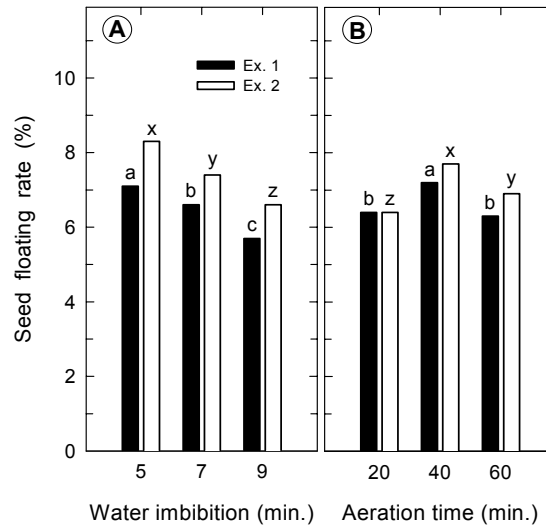 A
B
Ex. 1
Ex. 2
Seed floating rate (%)
10
8
6
4
2
0
a
x
b
y
c
z
b
z
a
x
b
y
5
7
9
20
40
60
Water imbibition (min.)
Aeration time (min.)